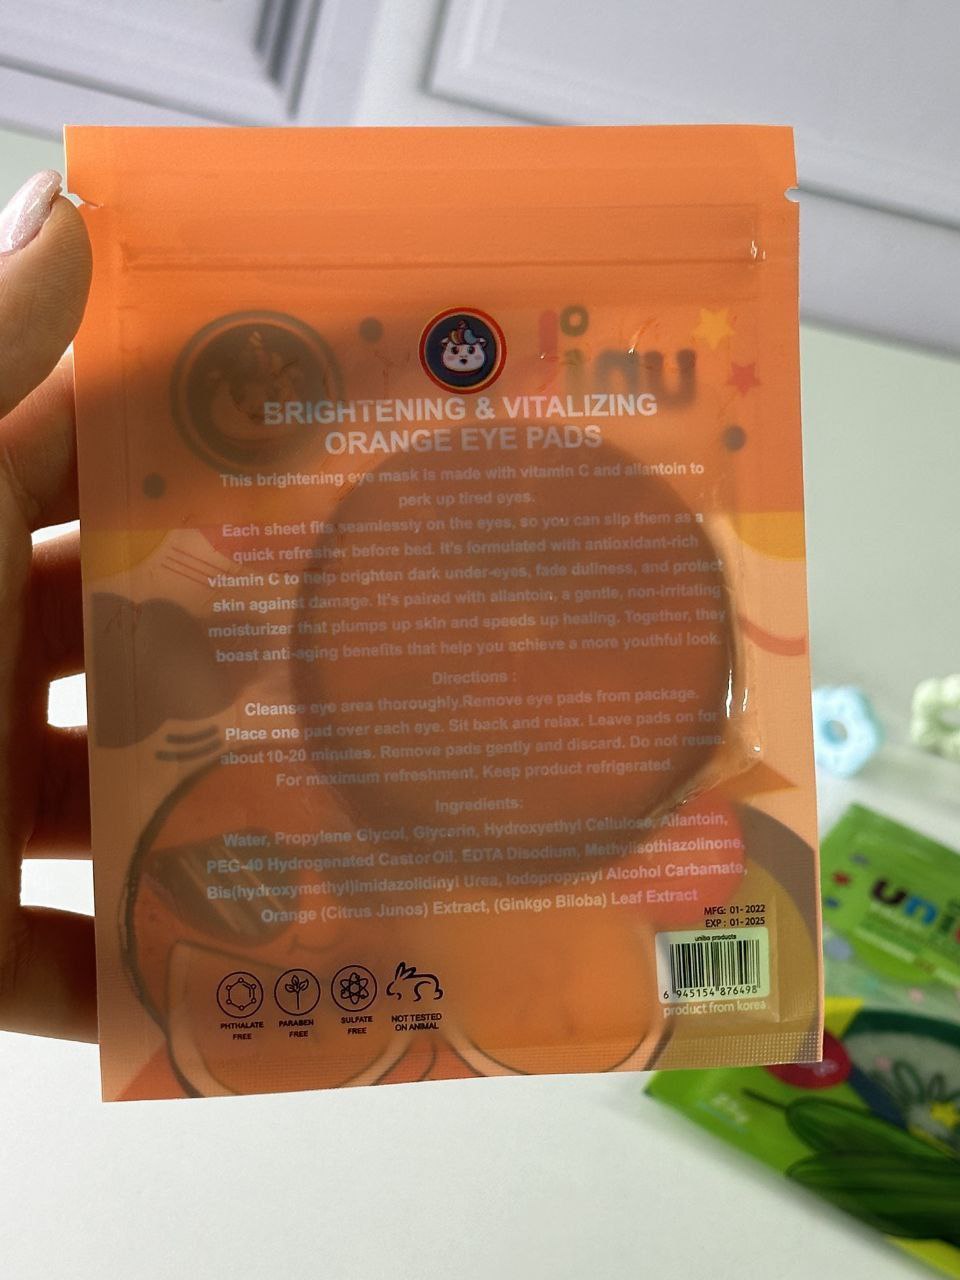 BRIGHTENING & VITALIZING
ORANGE EYE PADS
This brightening eye mask is made with vitamin C and allantoin to
perk up tired eyes.
Each sheet fits seamlessly on the eyes, so you can slip them as a
quick refresher before bed. It's formulated with antioxidant-rich
vitamin C to help brighten dark under-eyes, fade dullness, and protect
skin against damage. It's paired with allantoin, a gentle, non-irritating
moisturizer that plumps up skin and speeds up healing. Together, they
boast anti-aging benefits that help you achieve a more youthful look.
Directions :
Cleanse eye area thoroughly.Remove eye pads from package.
Place one pad over each eye. Sit back and relax. Leave pads on for
about 10-20 minutes. Remove pads gently and discard. Do not reuse.
For maximum refreshment, Keep product refrigerated.
Ingredients:
Water, Propylene Glycol, Glycerin, Hydroxyethyl Cellulose, Allantoin,
PEG-40 Hydrogenated Castor Oil, EDTA Disodium, Methylisothiazolinone,
Bis(hydroxymethyl)imidazolidinyl Urea, Iodopropynyl Alcohol Carbamate,
Orange (Citrus Junos) Extract, (Ginkgo Biloba) Leaf Extract
MFG: 01-2022
EXP : 01-2025
unibo products
6 945154 876498
product from korea
PHTHALATE
FREE
PARABEN
FREE
SULFATE
FREE
NOT TESTED
ON ANIMAL
uni